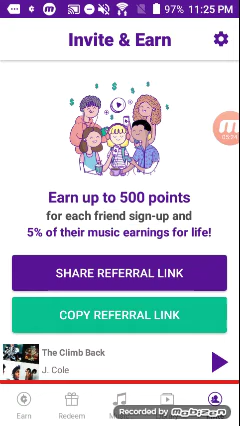 97% 11:25 PM
Invite & Earn
Earn up to 500 points
for each friend sign-up and
5% of their music earnings for life!
SHARE REFERRAL LINK
COPY REFERRAL LINK
The Climb Back
J. Cole
Earn
Redeem
Recorded by mobizen